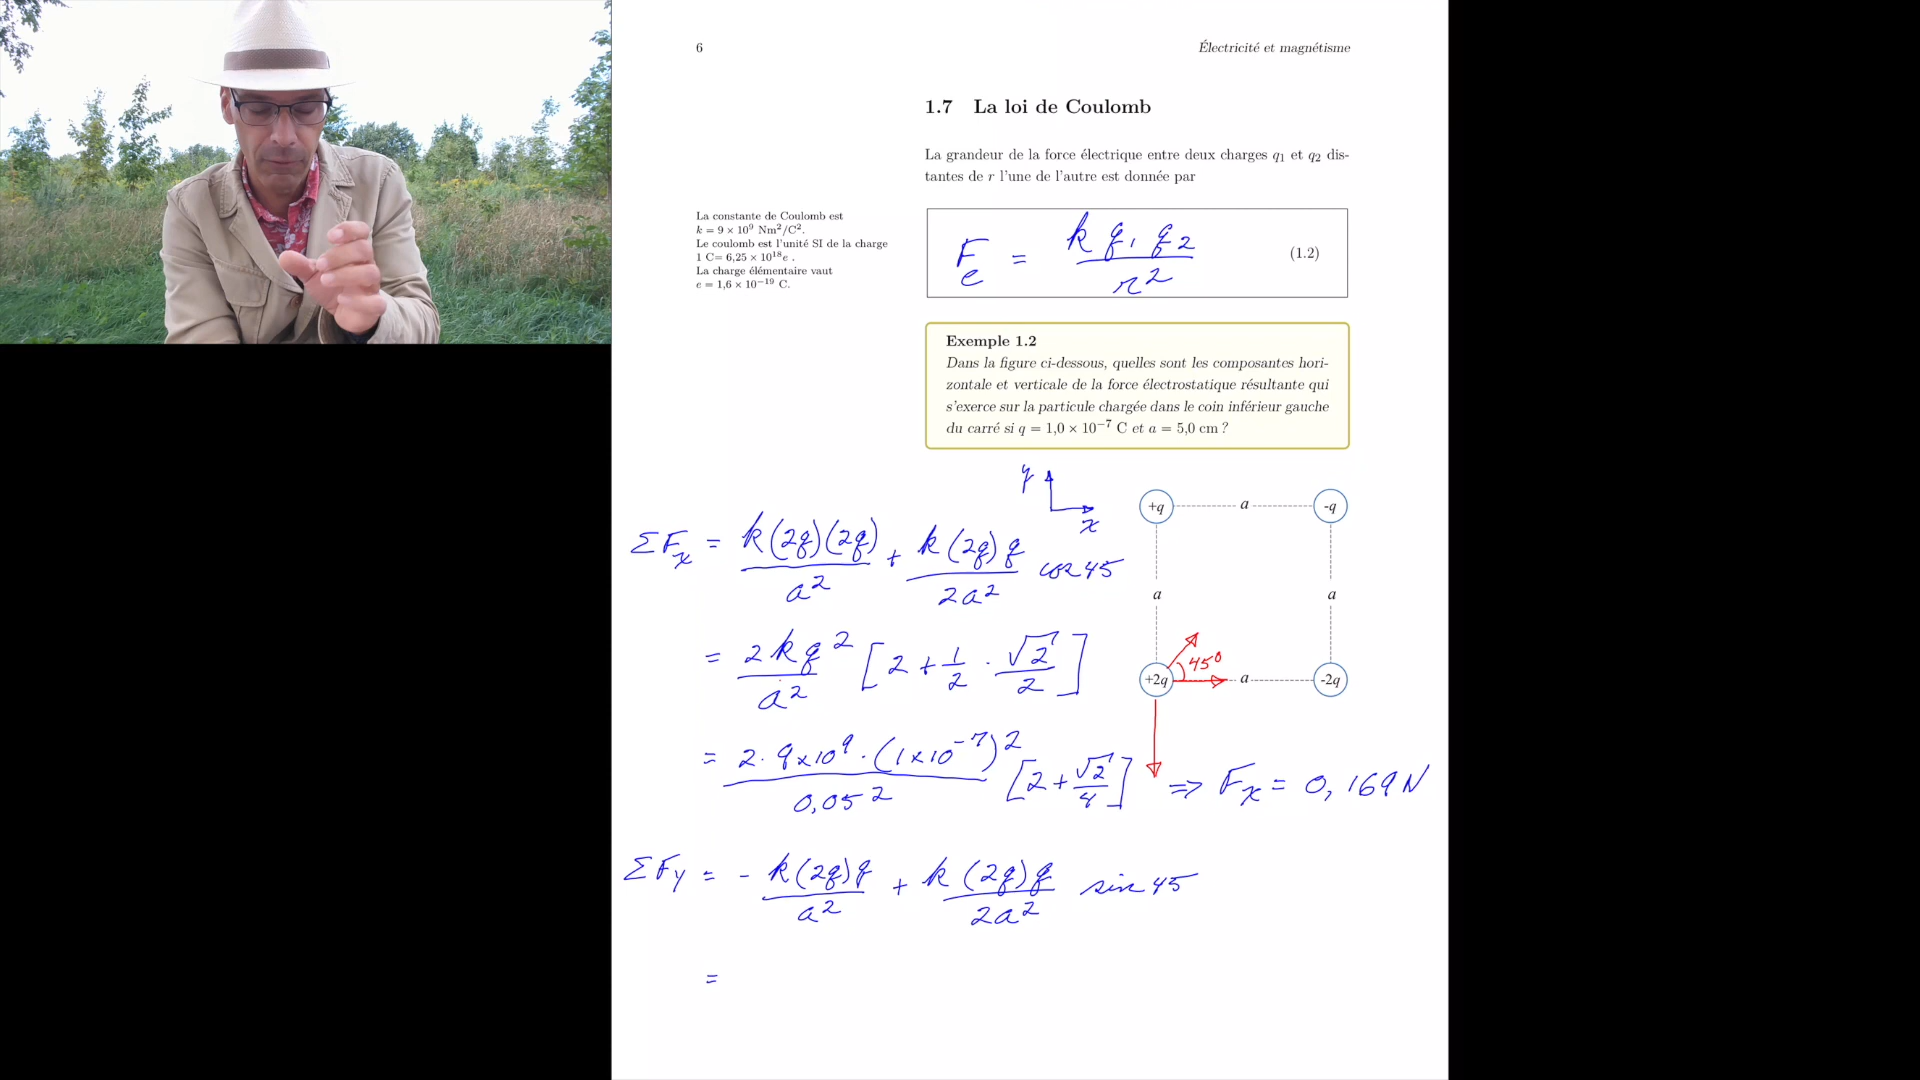 6 Électricité et magnétisme
1.7 La loi de Coulomb
La grandeur de la force électrique entre deux charges q₁ et q₂ dis-
tantes de r l'une de l'autre est donnée par
La constante de Coulomb est
k = 9 × 10⁹ Nm²/C².
Le coulomb est l'unité SI de la charge
1 C= 6,25 × 10¹⁸e .
La charge élémentaire vaut
e = 1,6 × 10⁻¹⁹ C.
Fe = k q₁ q₂ / r² (1.2)
Exemple 1.2
Dans la figure ci-dessous, quelles sont les composantes hori-
zontale et verticale de la force électrostatique résultante qui
s'exerce sur la particule chargée dans le coin inférieur gauche
du carré si q = 1,0 × 10⁻⁷ C et a = 5,0 cm ?
y
x
+q a -q
a a
45°
+2q a -2q
ΣFx = k(2q)(2q) / a² + k(2q)q / 2a² cos 45
= 2kq² / a² [2 + 1/2 · √2/2]
= 2·9×10⁹·(1×10⁻⁷)² / 0,05² [2 + √2/4] ⇒ Fx = 0,169 N
ΣFy = - k(2q)q / a² + k(2q)q / 2a² sin 45
=